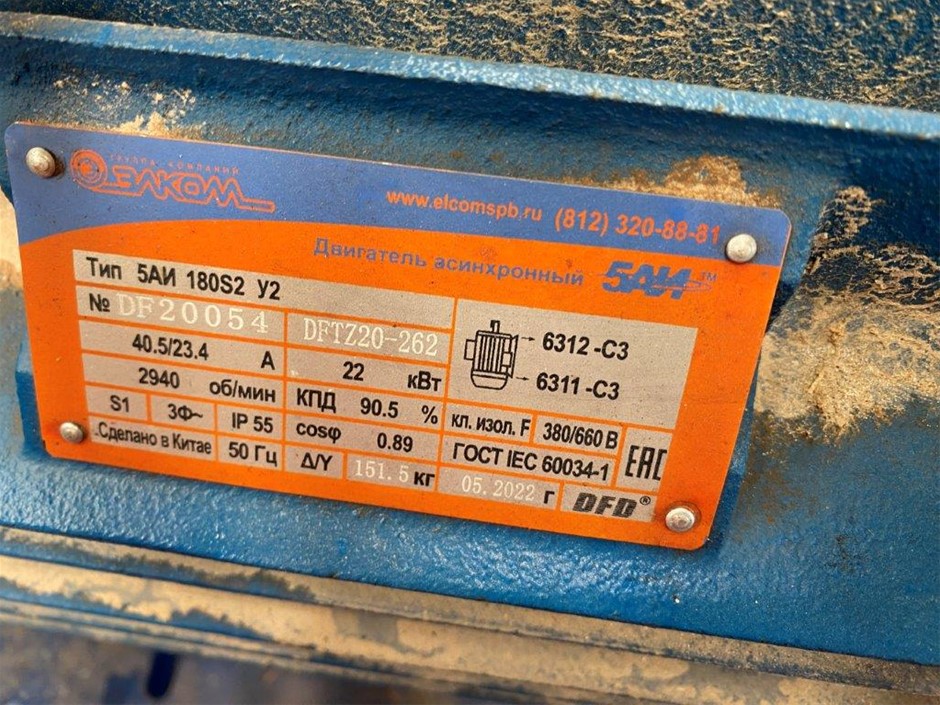 ГРУППА КОМПАНИЙ
ЭЛКОМ
www.elcomspb.ru (812) 320-88-81
Двигатель асинхронный 5АИ™
Тип 5АИ 180S2 У2
№ DF20054 DFTZ20-262
40.5/23.4 А 22 кВт
6312 -C3
6311 -C3
2940 об/мин КПД 90.5 %
S1 3Ф~ IP 55 cosφ 0.89
кл. изол. F 380/660 В
Сделано в Китае 50 Гц Δ/Y 151.5 кг
ГОСТ IEC 60034-1 EAC
05.2022 г DFD®